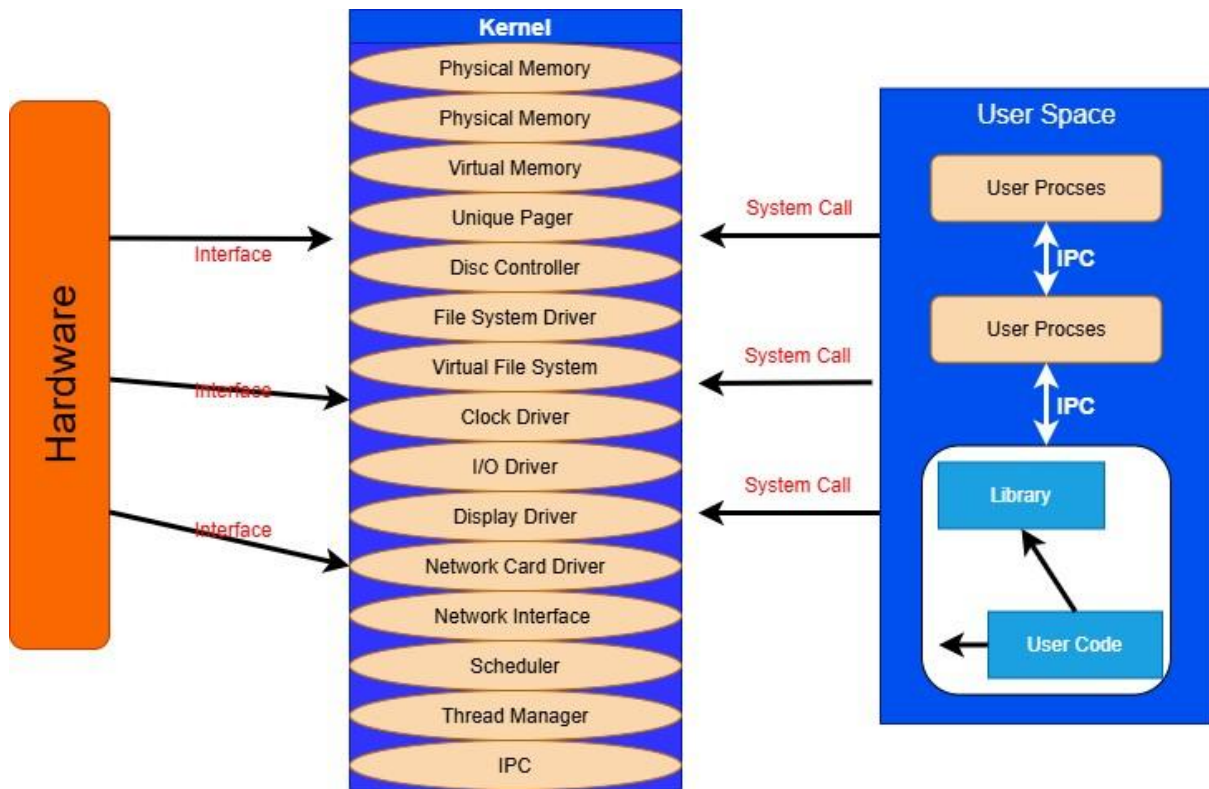 Hardware
Interface
Interface
Interface
Kernel
Physical Memory
Physical Memory
Virtual Memory
Unique Pager
Disc Controller
File System Driver
Virtual File System
Clock Driver
I/O Driver
Display Driver
Network Card Driver
Network Interface
Scheduler
Thread Manager
IPC
System Call
System Call
System Call
User Space
User Procses
IPC
User Procses
IPC
Library
User Code